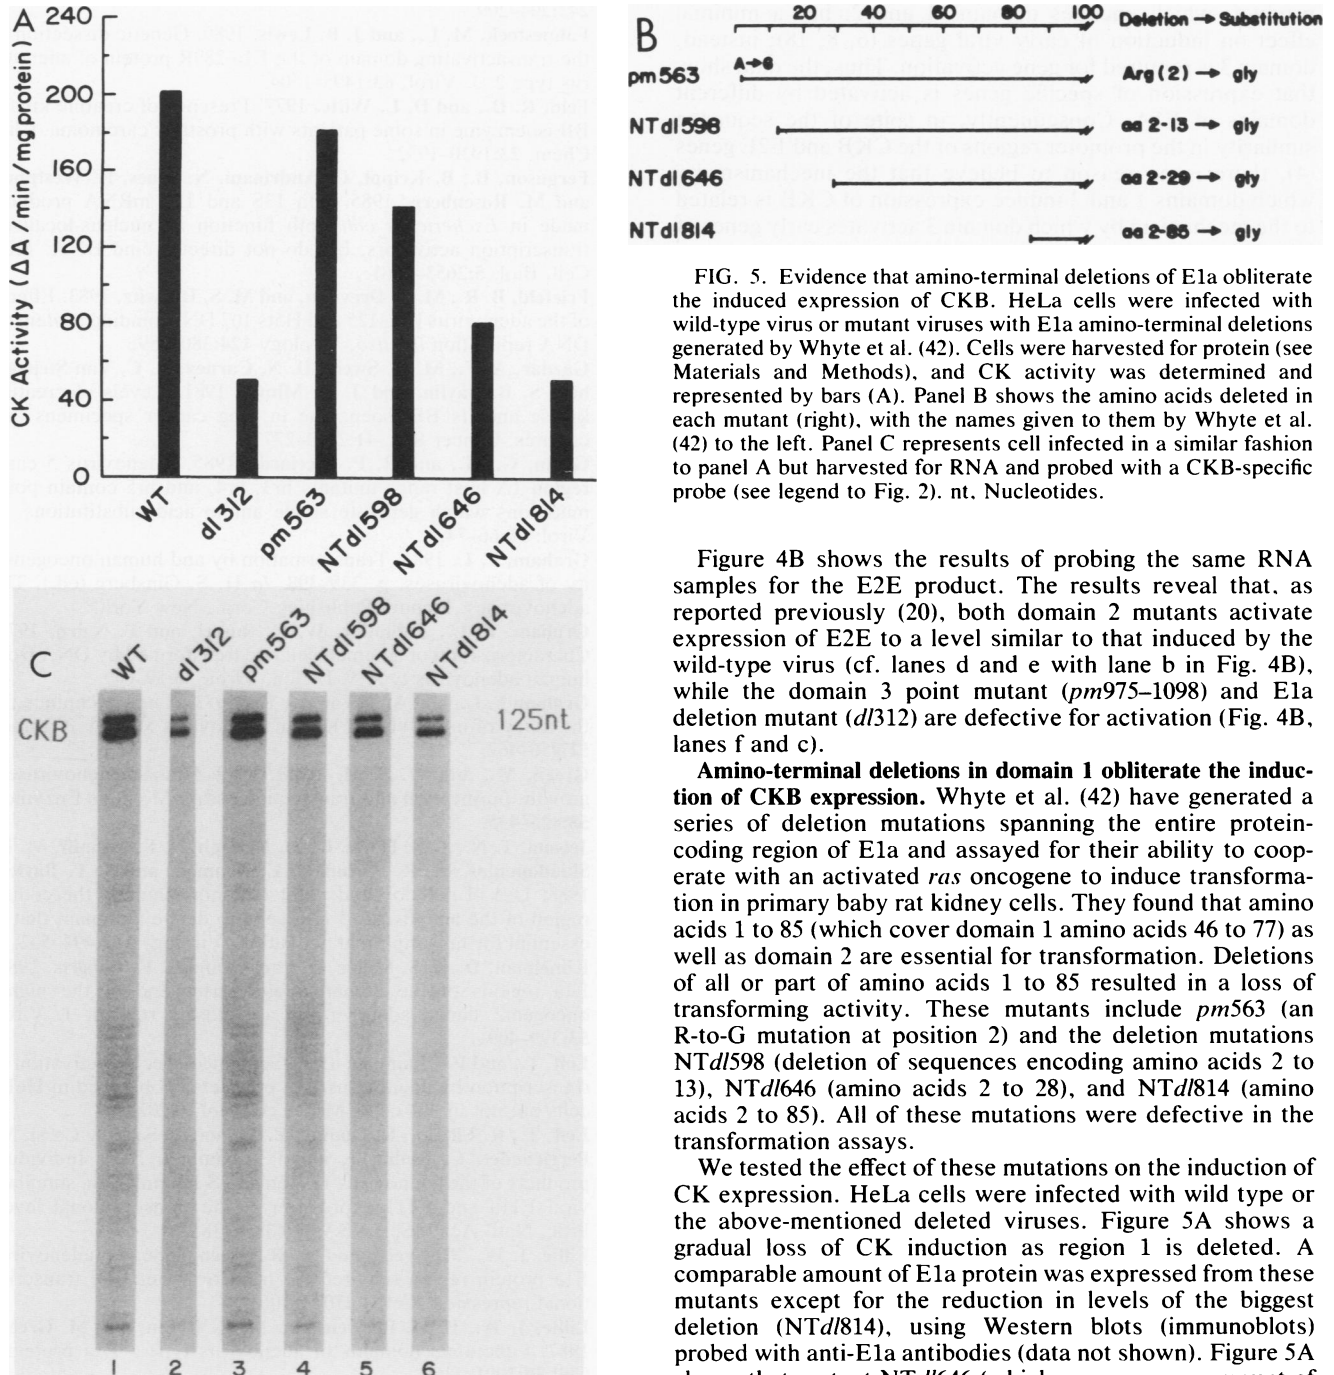 A
240
200
160
120
80
40
0
CK Activity (ΔA/min/mg protein)
WT
dl312
pm563
NTdl598
NTdl646
NTdl814
B
20 40 60 80 100 Deletion → Substitution
pm563 A→G Arg (2) → gly
NTdl598 aa 2-13 → gly
NTdl646 aa 2-29 → gly
NTdl814 aa 2-85 → gly
C
WT
dl312
pm563
NTdl598
NTdl646
NTdl814
CKB
125nt
1 2 3 4 5 6
FIG. 5. Evidence that amino-terminal deletions of E1a obliterate
the induced expression of CKB. HeLa cells were infected with
wild-type virus or mutant viruses with E1a amino-terminal deletions
generated by Whyte et al. (42). Cells were harvested for protein (see
Materials and Methods), and CK activity was determined and
represented by bars (A). Panel B shows the amino acids deleted in
each mutant (right), with the names given to them by Whyte et al.
(42) to the left. Panel C represents cell infected in a similar fashion
to panel A but harvested for RNA and probed with a CKB-specific
probe (see legend to Fig. 2). nt, Nucleotides.
Figure 4B shows the results of probing the same RNA
samples for the E2E product. The results reveal that, as
reported previously (20), both domain 2 mutants activate
expression of E2E to a level similar to that induced by the
wild-type virus (cf. lanes d and e with lane b in Fig. 4B),
while the domain 3 point mutant (pm975–1098) and E1a
deletion mutant (dl312) are defective for activation (Fig. 4B,
lanes f and c).
Amino-terminal deletions in domain 1 obliterate the induc-
tion of CKB expression. Whyte et al. (42) have generated a
series of deletion mutations spanning the entire protein-
coding region of E1a and assayed for their ability to coop-
erate with an activated ras oncogene to induce transforma-
tion in primary baby rat kidney cells. They found that amino
acids 1 to 85 (which cover domain 1 amino acids 46 to 77) as
well as domain 2 are essential for transformation. Deletions
of all or part of amino acids 1 to 85 resulted in a loss of
transforming activity. These mutants include pm563 (an
R-to-G mutation at position 2) and the deletion mutations
NTdl598 (deletion of sequences encoding amino acids 2 to
13), NTdl646 (amino acids 2 to 28), and NTdl814 (amino
acids 2 to 85). All of these mutations were defective in the
transformation assays.
We tested the effect of these mutations on the induction of
CK expression. HeLa cells were infected with wild type or
the above-mentioned deleted viruses. Figure 5A shows a
gradual loss of CK induction as region 1 is deleted. A
comparable amount of E1a protein was expressed from these
mutants except for the reduction in levels of the biggest
deletion (NTdl814), using Western blots (immunoblots)
probed with anti-E1a antibodies (data not shown). Figure 5A